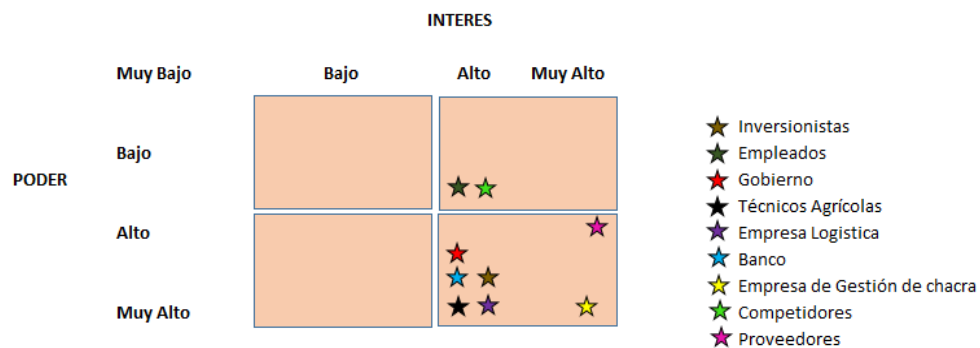 INTERES
Muy Bajo Bajo Alto Muy Alto
Bajo
PODER
Alto
Muy Alto
Inversionistas
Empleados
Gobierno
Técnicos Agrícolas
Empresa Logistica
Banco
Empresa de Gestión de chacra
Competidores
Proveedores